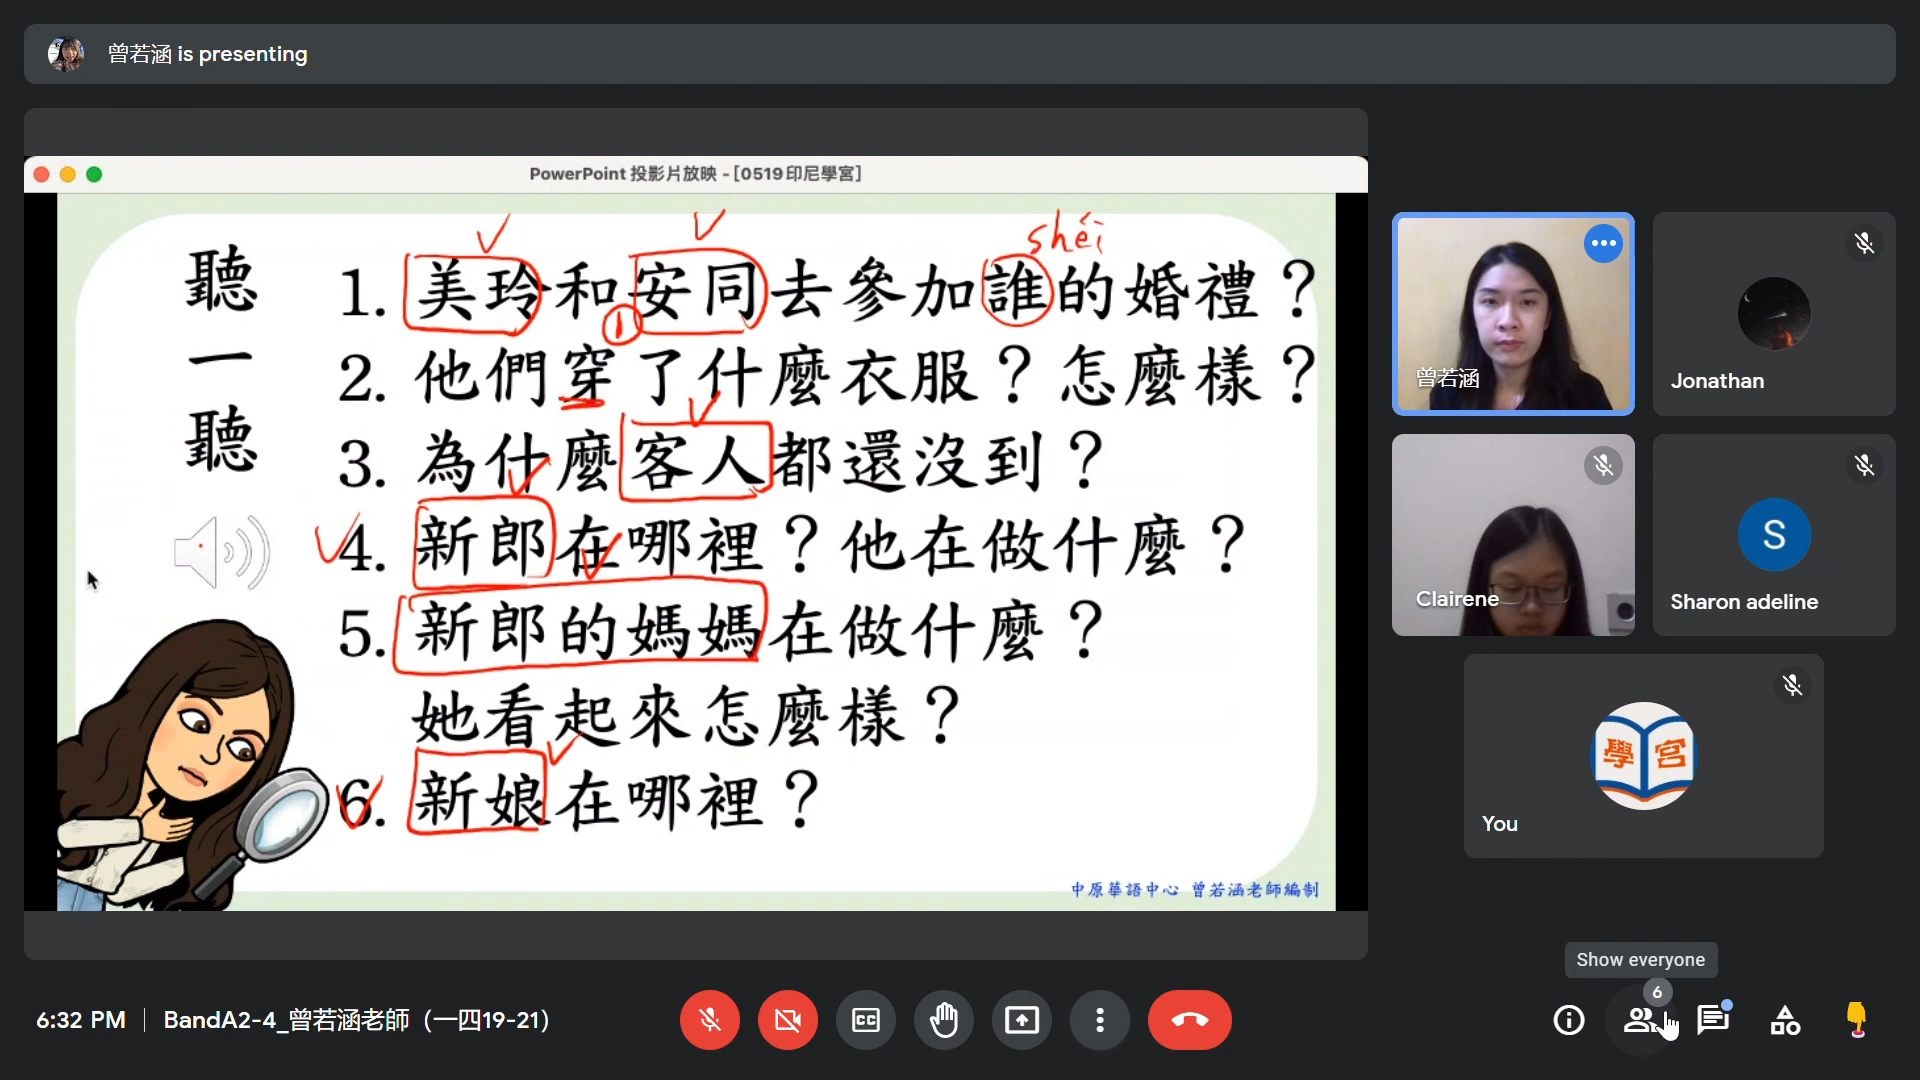 曾若涵 is presenting
PowerPoint 投影片放映 - [0519印尼學宮]
聽一聽
shéi
1. 美玲和安同去參加誰的婚禮？
1
2. 他們穿了什麼衣服？怎麼樣？
3. 為什麼客人都還沒到？
4. 新郎在哪裡？他在做什麼？
5. 新郎的媽媽在做什麼？
她看起來怎麼樣？
6. 新娘在哪裡？
中原華語中心 曾若涵老師編制
曾若涵
Jonathan
Clairene
S
Sharon adeline
學宮
You
Show everyone
6
6:32 PM
BandA2-4_曾若涵老師（一四19-21）
CC